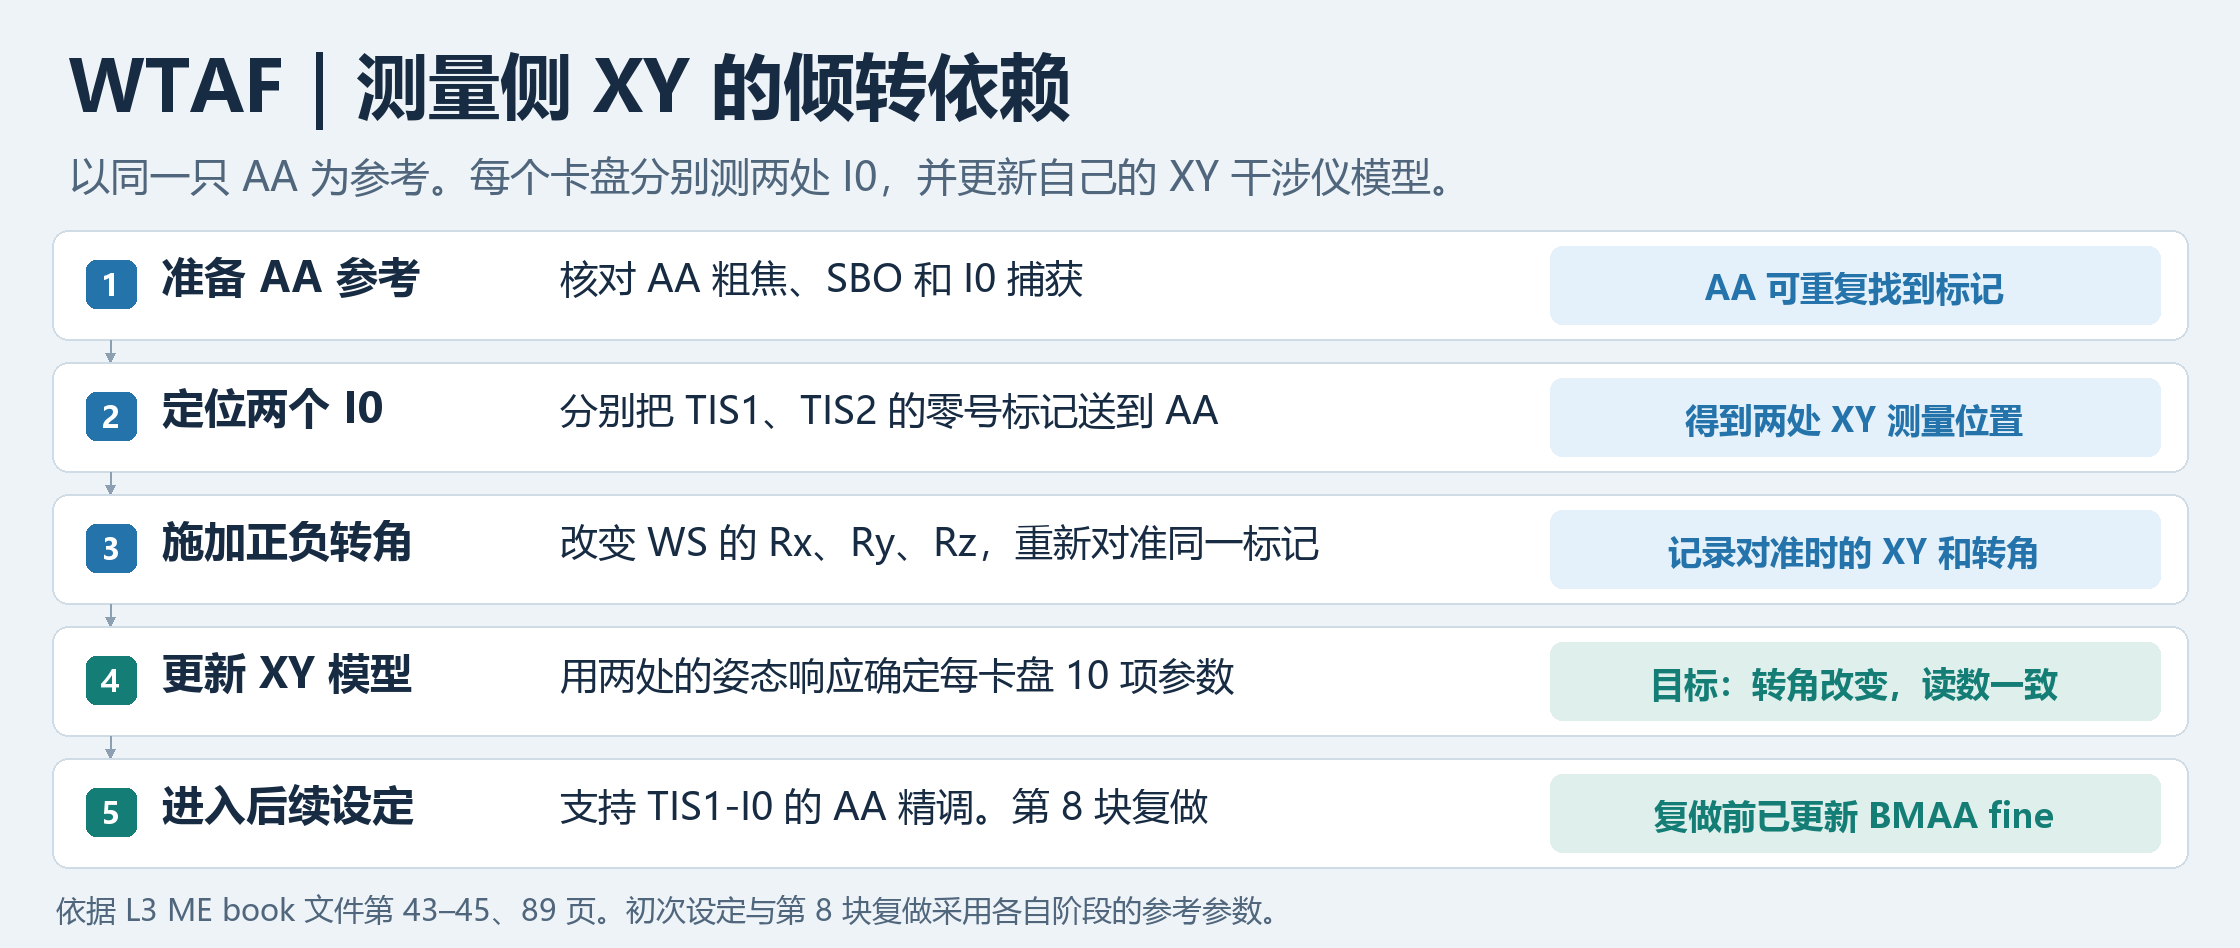 WTAF | 测量侧 XY 的倾转依赖
以同一只 AA 为参考。每个卡盘分别测两处 I0，并更新自己的 XY 干涉仪模型。
1 准备 AA 参考 核对 AA 粗焦、SBO 和 I0 捕获 AA 可重复找到标记
2 定位两个 I0 分别把 TIS1、TIS2 的零号标记送到 AA 得到两处 XY 测量位置
3 施加正负转角 改变 WS 的 Rx、Ry、Rz，重新对准同一标记 记录对准时的 XY 和转角
4 更新 XY 模型 用两处的姿态响应确定每卡盘 10 项参数 目标：转角改变，读数一致
5 进入后续设定 支持 TIS1-I0 的 AA 精调。第 8 块复做 复做前已更新 BMAA fine
依据 L3 ME book 文件第 43–45、89 页。初次设定与第 8 块复做采用各自阶段的参考参数。